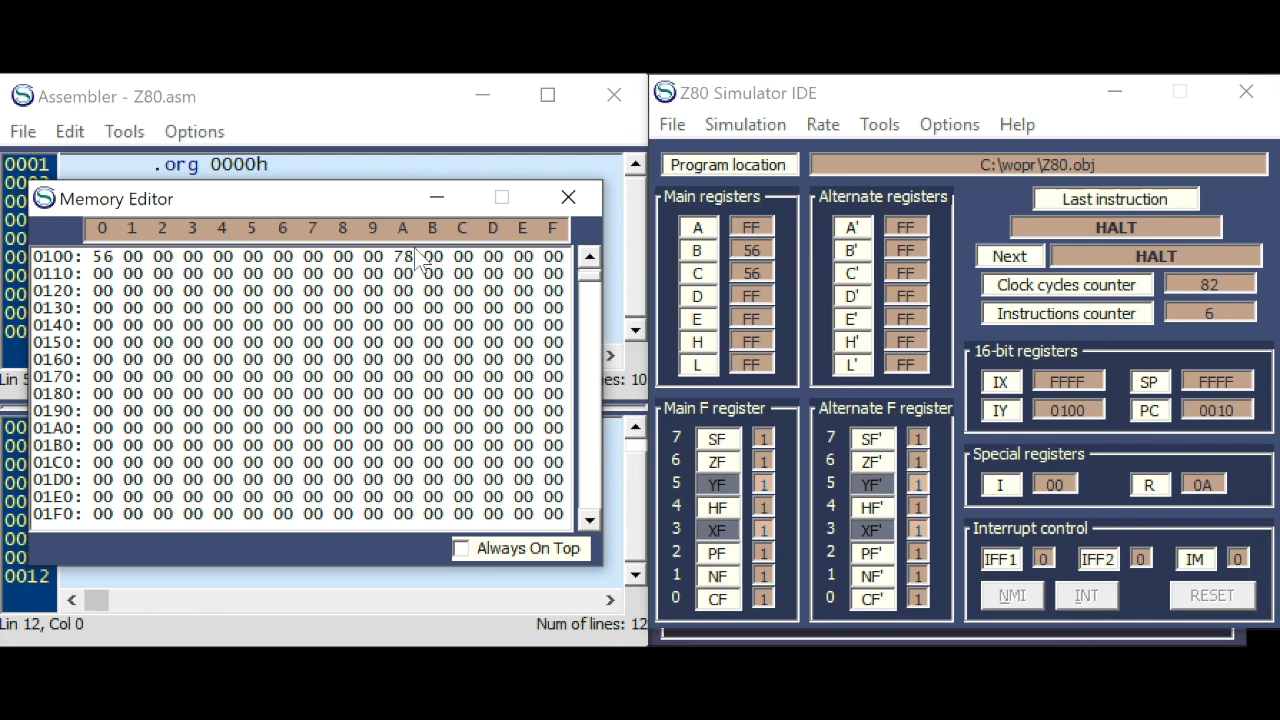 Assembler - Z80.asm
File Edit Tools Options
0001 .org 0000h
Memory Editor
0 1 2 3 4 5 6 7 8 9 A B C D E F
0100: 56 00 00 00 00 00 00 00 00 00 78 00 00 00 00 00
0110: 00 00 00 00 00 00 00 00 00 00 00 00 00 00 00 00
0120: 00 00 00 00 00 00 00 00 00 00 00 00 00 00 00 00
0130: 00 00 00 00 00 00 00 00 00 00 00 00 00 00 00 00
0140: 00 00 00 00 00 00 00 00 00 00 00 00 00 00 00 00
0150: 00 00 00 00 00 00 00 00 00 00 00 00 00 00 00 00
0160: 00 00 00 00 00 00 00 00 00 00 00 00 00 00 00 00
0170: 00 00 00 00 00 00 00 00 00 00 00 00 00 00 00 00
0180: 00 00 00 00 00 00 00 00 00 00 00 00 00 00 00 00
0190: 00 00 00 00 00 00 00 00 00 00 00 00 00 00 00 00
01A0: 00 00 00 00 00 00 00 00 00 00 00 00 00 00 00 00
01B0: 00 00 00 00 00 00 00 00 00 00 00 00 00 00 00 00
01C0: 00 00 00 00 00 00 00 00 00 00 00 00 00 00 00 00
01D0: 00 00 00 00 00 00 00 00 00 00 00 00 00 00 00 00
01E0: 00 00 00 00 00 00 00 00 00 00 00 00 00 00 00 00
01F0: 00 00 00 00 00 00 00 00 00 00 00 00 00 00 00 00
Always On Top
0012
Lin 12, Col 0 Num of lines: 12
Z80 Simulator IDE
File Simulation Rate Tools Options Help
Program location C:\wopr\Z80.obj
Main registers
A FF
B 56
C 56
D FF
E FF
H FF
L FF
Alternate registers
A' FF
B' FF
C' FF
D' FF
E' FF
H' FF
L' FF
Last instruction
HALT
Next HALT
Clock cycles counter 82
Instructions counter 6
16-bit registers
IX FFFF SP FFFF
IY 0100 PC 0010
Main F register
7 SF 1
6 ZF 1
5 YF 1
4 HF 1
3 XF 1
2 PF 1
1 NF 1
0 CF 1
Alternate F register
7 SF' 1
6 ZF' 1
5 YF' 1
4 HF' 1
3 XF' 1
2 PF' 1
1 NF' 1
0 CF' 1
Special registers
I 00 R 0A
Interrupt control
IFF1 0 IFF2 0 IM 0
NMI INT RESET